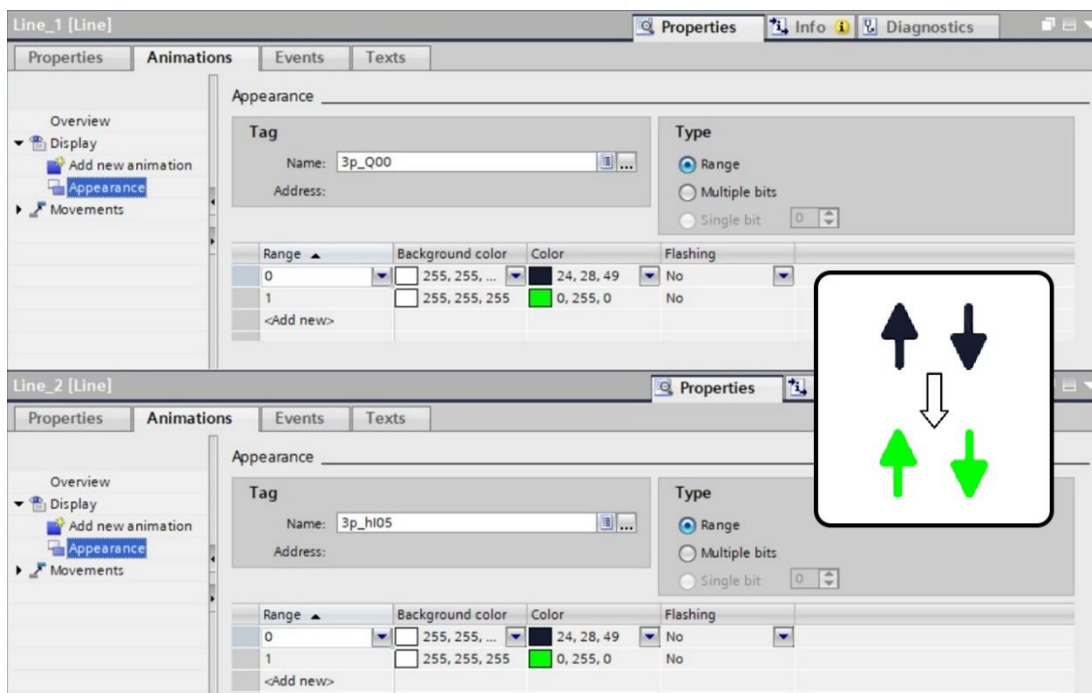 Line_1 [Line]
Properties Info Diagnostics
Properties Animations Events Texts
Appearance
Overview
Display
Add new animation
Appearance
Movements
Tag
Name: 3p_Q00 ...
Address:
Type
Range
Multiple bits
Single bit 0
Range Background color Color Flashing
0 255, 255, ... 24, 28, 49 No
1 255, 255, 255 0, 255, 0 No
<Add new>
Line_2 [Line]
Properties
Properties Animations Events Texts
Appearance
Overview
Display
Add new animation
Appearance
Movements
Tag
Name: 3p_hI05 ...
Address:
Type
Range
Multiple bits
Single bit 0
Range Background color Color Flashing
0 255, 255, ... 24, 28, 49 No
1 255, 255, 255 0, 255, 0 No
<Add new>